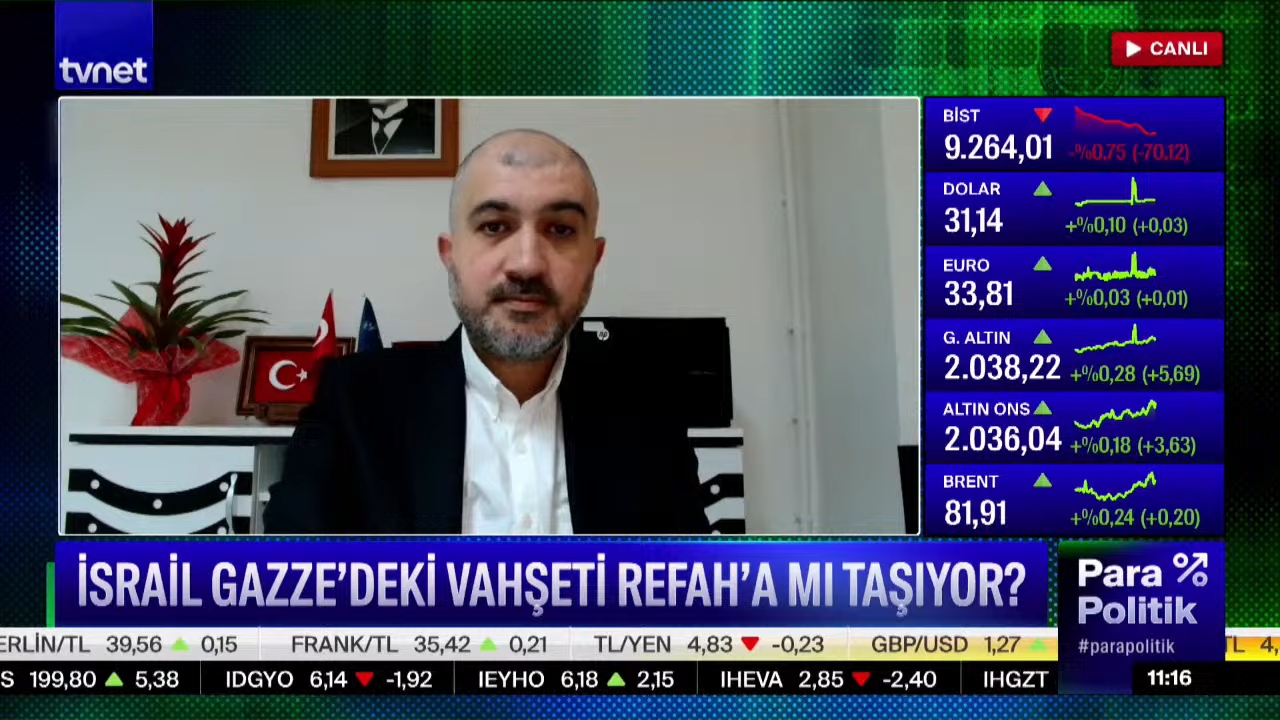 tvnet
CANLI
BİST
9.264,01
-%0.75 (-70.12)
DOLAR
31,14
+%0,10 (+0,03)
EURO
33,81
+%0,03 (+0,01)
G. ALTIN
2.038,22
+%0,28 (+5,69)
ALTIN ONS
2.036,04
+%0,18 (+3,63)
BRENT
81,91
+%0,24 (+0,20)
hp
İSRAİL GAZZE'DEKİ VAHŞETİ REFAH'A MI TAŞIYOR?
Para %
Politik
#parapolitik
ERLİN/TL 39,56 0,15 FRANK/TL 35,42 0,21 TL/YEN 4,83 -0,23 GBP/USD 1,27 TL 4,
S 199,80 5,38 IDGYO 6,14 -1,92 IEYHO 6,18 2,15 IHEVA 2,85 -2,40 IHGZT
11:16